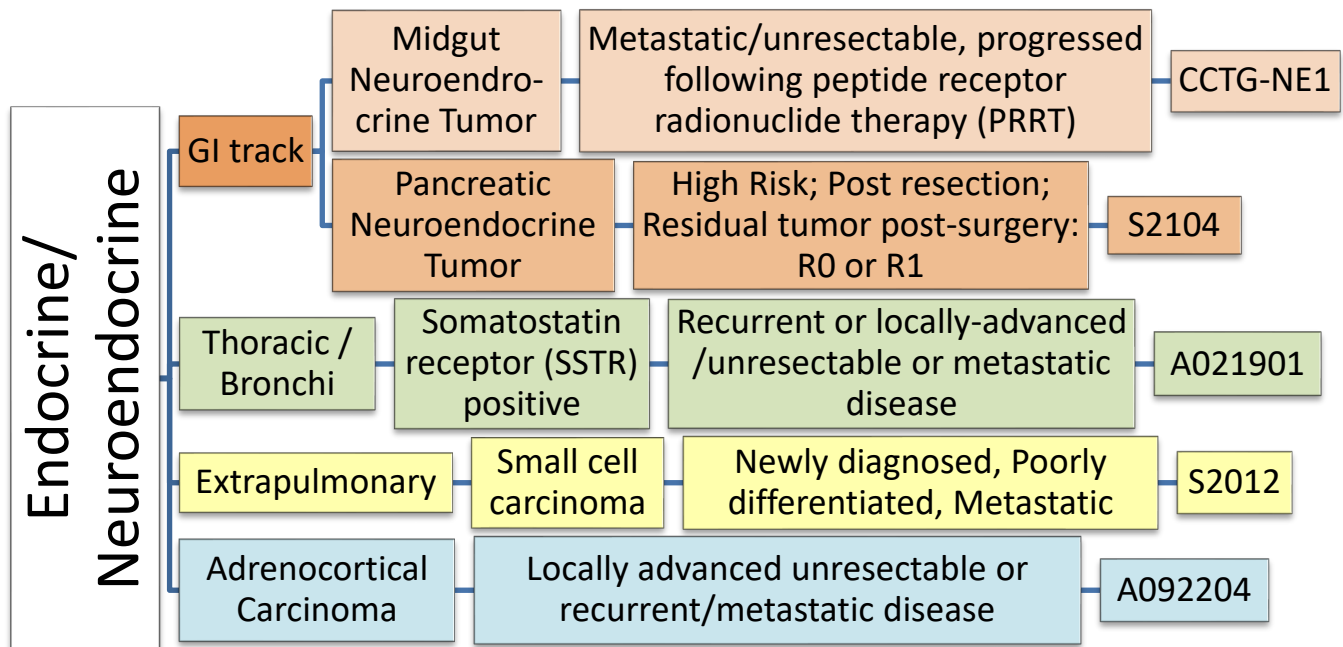 Endocrine/
Neuroendocrine
GI track
Midgut
Neuroendro-
crine Tumor
Metastatic/unresectable, progressed
following peptide receptor
radionuclide therapy (PRRT)
CCTG-NE1
Pancreatic
Neuroendocrine
Tumor
High Risk; Post resection;
Residual tumor post-surgery:
R0 or R1
S2104
Thoracic /
Bronchi
Somatostatin
receptor (SSTR)
positive
Recurrent or locally-advanced
/unresectable or metastatic
disease
A021901
Extrapulmonary
Small cell
carcinoma
Newly diagnosed, Poorly
differentiated, Metastatic
S2012
Adrenocortical
Carcinoma
Locally advanced unresectable or
recurrent/metastatic disease
A092204